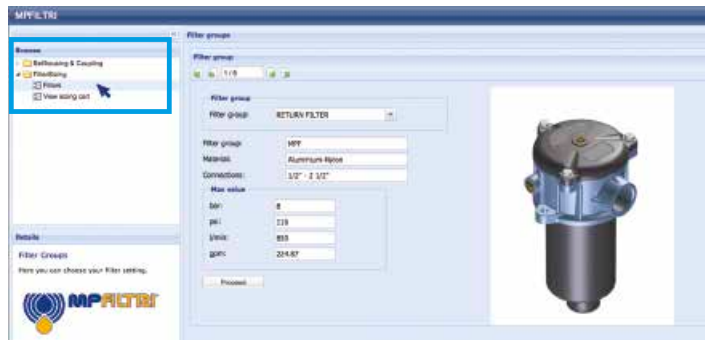 MPFILTRI
Filter groups
Browse
Bellhousing & Coupling
FilterSizing
Filters
View sizing cart
Filter group
1/6
Filter group
Filter group: RETURN FILTER
Filter group: MPF
Materials: Aluminium-Nylon
Connections: 1/2" - 2 1/2"
Max value
bar: 8
psi: 116
l/min: 850
gpm: 224.67
Proceed
Details
Filter Groups
Here you can choose your filter setting.
MPFILTRI